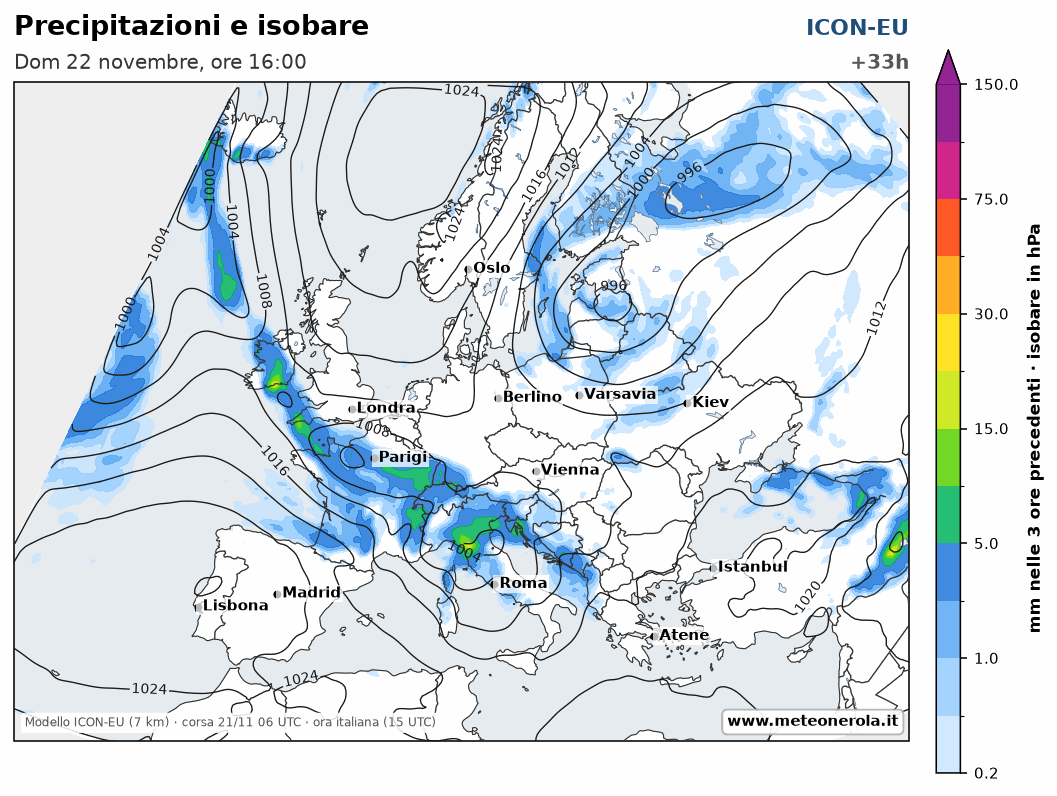 Precipitazioni e isobare
ICON-EU
Dom 22 novembre, ore 16:00
+33h
1024
1024
1012
1004
1016
1000
996
1000
1004
1024
1004
1008
996
1000
1012
Oslo
Berlino
Varsavia
Kiev
Londra
1008
Parigi
1016
Vienna
1004
Istanbul
Roma
Madrid
Lisbona
1020
Atene
1024
1024
Modello ICON-EU (7 km) · corsa 21/11 06 UTC · ora italiana (15 UTC)
www.meteonerola.it
150.0
75.0
30.0
15.0
5.0
1.0
0.2
mm nelle 3 ore precedenti · isobare in hPa